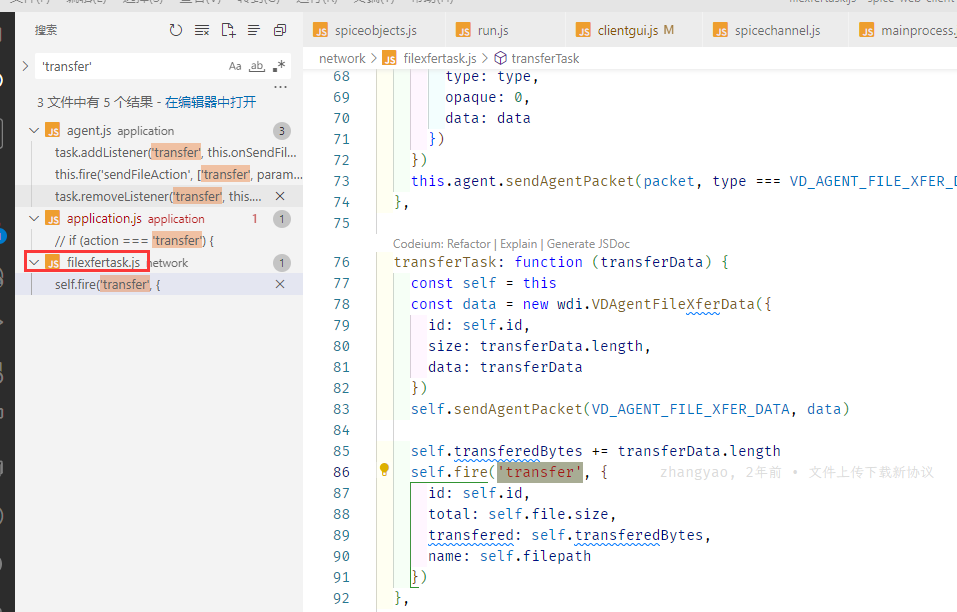 搜索
'transfer'
Aa ab .*
3 文件中有 5 个结果 - 在编辑器中打开
agent.js application 3
task.addListener('transfer', this.onSendFil...
this.fire('sendFileAction', ['transfer', param...
task.removeListener('transfer', this....
application.js application 1 1
// if (action === 'transfer') {
filexfertask.js network 1
self.fire('transfer', {
spiceobjects.js run.js clientgui.js M spicechannel.js mainprocess.
network > filexfertask.js > transferTask
68 type: type,
69 opaque: 0,
70 data: data
71 })
72 })
73 this.agent.sendAgentPacket(packet, type === VD_AGENT_FILE_XFER_D
74 },
75
Codeium: Refactor | Explain | Generate JSDoc
76 transferTask: function (transferData) {
77 const self = this
78 const data = new wdi.VDAgentFileXferData({
79 id: self.id,
80 size: transferData.length,
81 data: transferData
82 })
83 self.sendAgentPacket(VD_AGENT_FILE_XFER_DATA, data)
84
85 self.transferedBytes += transferData.length
86 self.fire('transfer', { zhangyao, 2年前 • 文件上传下载新协议
87 id: self.id,
88 total: self.file.size,
89 transfered: self.transferedBytes,
90 name: self.filepath
91 })
92 },